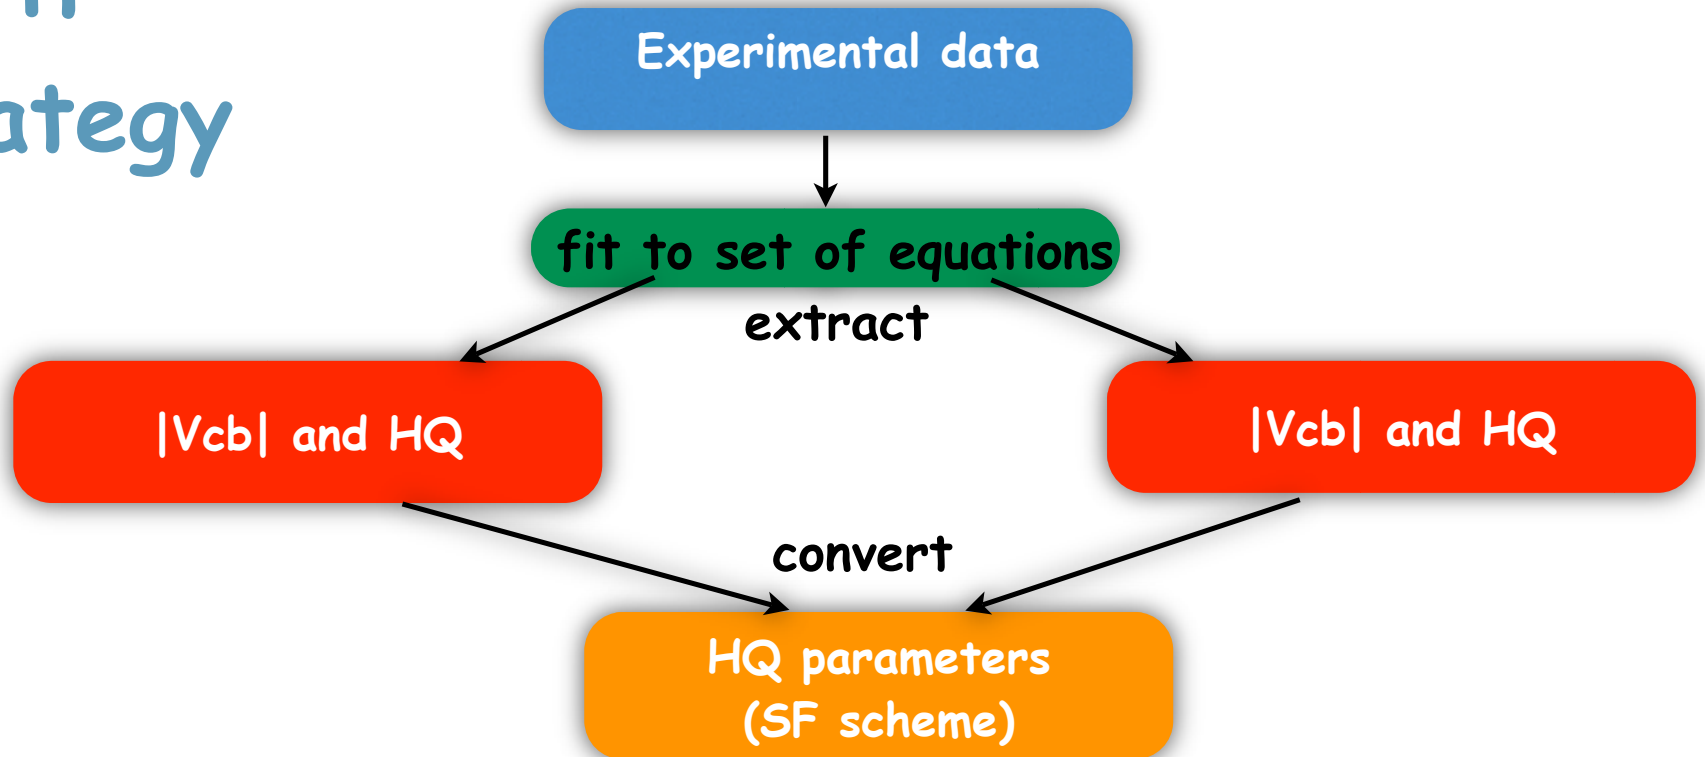 ategy
Experimental data
fit to set of equations
extract
|Vcb| and HQ
|Vcb| and HQ
convert
HQ parameters
(SF scheme)